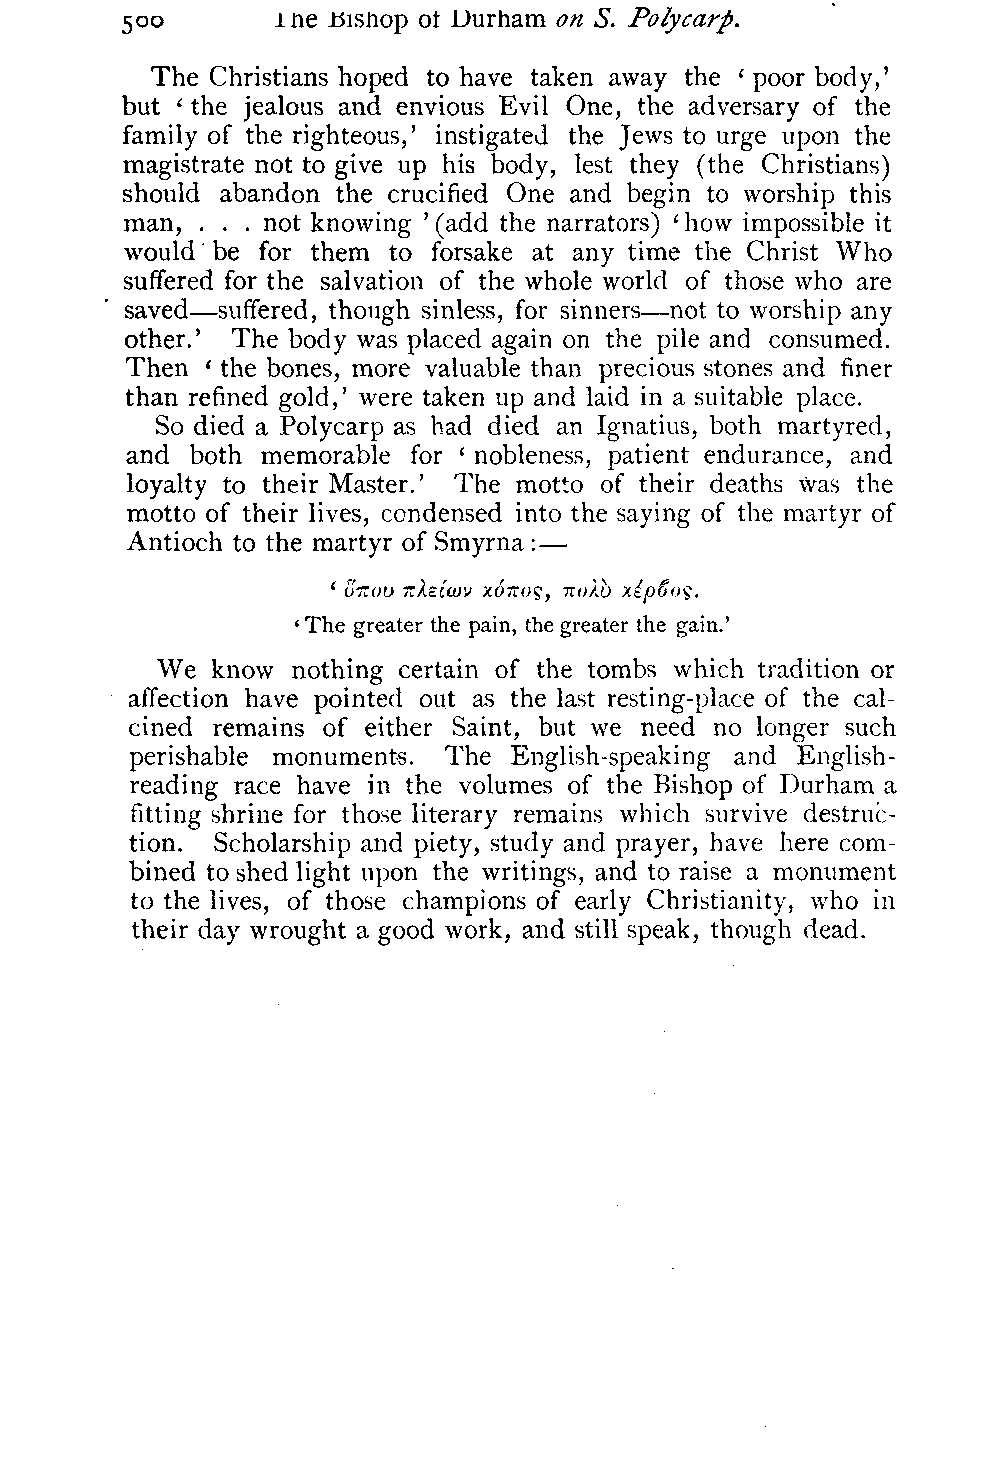 500 The Bishop of Durham on S. Polycarp.
The Christians hoped to have taken away the ‘poor body,’
but ‘the jealous and envious Evil One, the adversary of the
family of the righteous,’ instigated the Jews to urge upon the
magistrate not to give up his body, lest they (the Christians)
should abandon the crucified One and begin to worship this
man, . . . not knowing’ (add the narrators) ‘how impossible it
would be for them to forsake at any time the Christ Who
suffered for the salvation of the whole world of those who are
saved—suffered, though sinless, for sinners—not to worship any
other.’ The body was placed again on the pile and consumed.
Then ‘the bones, more valuable than precious stones and finer
than refined gold,’ were taken up and laid in a suitable place.
So died a Polycarp as had died an Ignatius, both martyred,
and both memorable for ‘nobleness, patient endurance, and
loyalty to their Master.’ The motto of their deaths was the
motto of their lives, condensed into the saying of the martyr of
Antioch to the martyr of Smyrna:—
‘ὅπου πλείων κόπος, πολὺ κέρδος.
‘The greater the pain, the greater the gain.’
We know nothing certain of the tombs which tradition or
affection have pointed out as the last resting-place of the cal-
cined remains of either Saint, but we need no longer such
perishable monuments. The English-speaking and English-
reading race have in the volumes of the Bishop of Durham a
fitting shrine for those literary remains which survive destruc-
tion. Scholarship and piety, study and prayer, have here com-
bined to shed light upon the writings, and to raise a monument
to the lives, of those champions of early Christianity, who in
their day wrought a good work, and still speak, though dead.